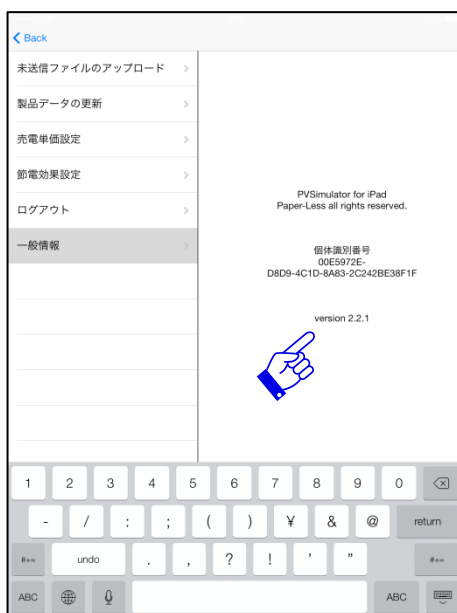 Back
未送信ファイルのアップロード
製品データの更新
売電単価設定
節電効果設定
ログアウト
一般情報
PVSimulator for iPad
Paper-Less all rights reserved.
個体識別番号
00E5972E-
D8D9-4C1D-8A83-2C242BE38F1F
version 2.2.1
1 2 3 4 5 6 7 8 9 0
- / : ; ( ) ¥ & @ return
#+= undo . , ? ! ' " #+=
ABC ABC